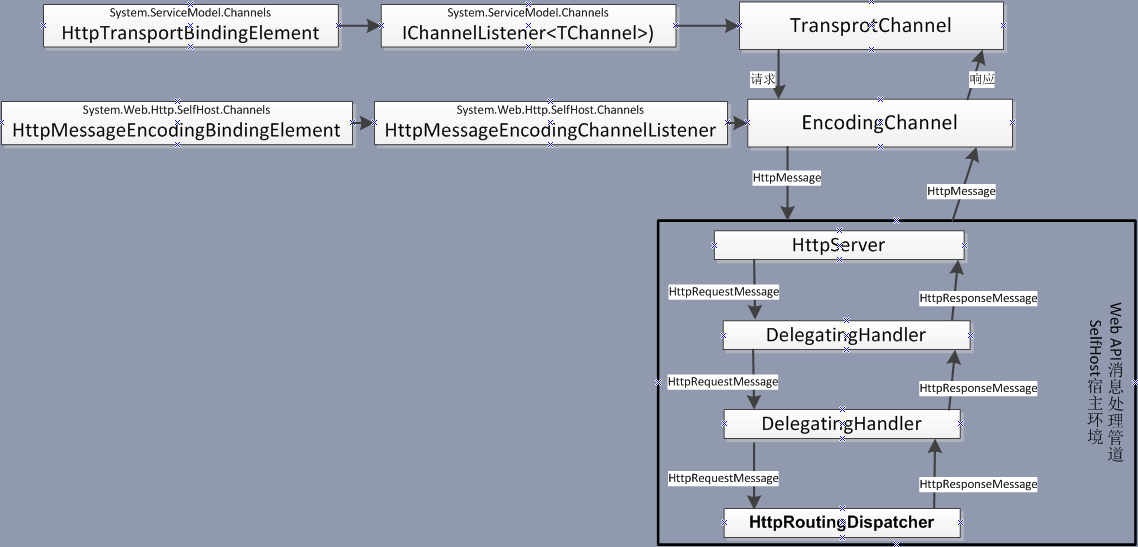 System.ServiceModel.Channels
HttpTransportBindingElement
System.ServiceModel.Channels
IChannelListener<TChannel>)
TransprotChannel
请求
响应
System.Web.Http.SelfHost.Channels
HttpMessageEncodingBindingElement
System.Web.Http.SelfHost.Channels
HttpMessageEncodingChannelListener
EncodingChannel
HttpMessage
HttpMessage
HttpServer
HttpRequestMessage
HttpResponseMessage
DelegatingHandler
HttpRequestMessage
HttpResponseMessage
DelegatingHandler
HttpRequestMessage
HttpResponseMessage
HttpRoutingDispatcher
Web API消息处理管道
SelfHost宿主环境